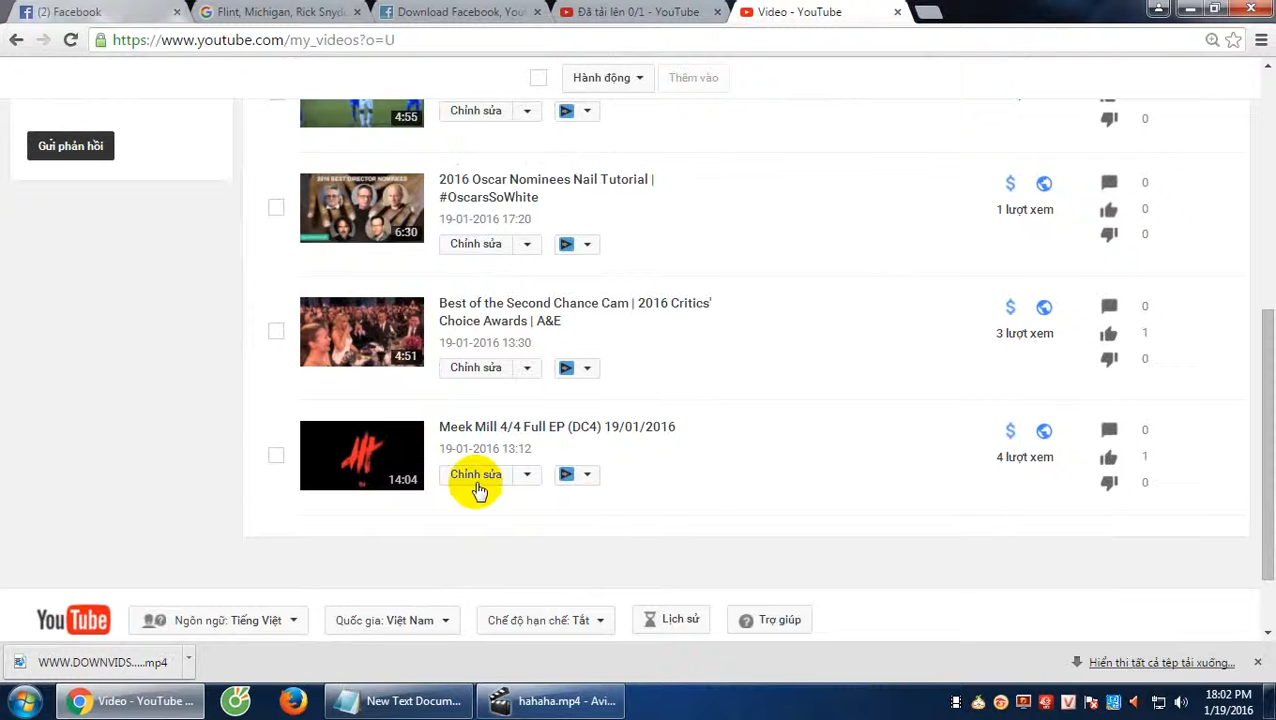 (2) Facebook
Flint, Michigan, Rick Snyd
Download Facebook, You
Đã tải lên 0/1 - YouTube
Video - YouTube
https://www.youtube.com/my_videos?o=U
Hành động
Thêm vào
Gửi phản hồi
4:55
Chỉnh sửa
0
2016 BEST DIRECTOR NOMINEES
6:30
2016 Oscar Nominees Nail Tutorial |
#OscarsSoWhite
19-01-2016 17:20
Chỉnh sửa
1 lượt xem
0
0
0
4:51
Best of the Second Chance Cam | 2016 Critics'
Choice Awards | A&E
19-01-2016 13:30
Chỉnh sửa
3 lượt xem
0
1
0
14:04
Meek Mill 4/4 Full EP (DC4) 19/01/2016
19-01-2016 13:12
Chỉnh sửa
4 lượt xem
0
1
0
YouTube
Ngôn ngữ: Tiếng Việt
Quốc gia: Việt Nam
Chế độ hạn chế: Tắt
Lịch sử
Trợ giúp
WWW.DOWNVIDS.....mp4
Hiển thị tất cả tệp tải xuống...
Video - YouTube ...
New Text Docum...
hahaha.mp4 - Avi...
18:02 PM
1/19/2016